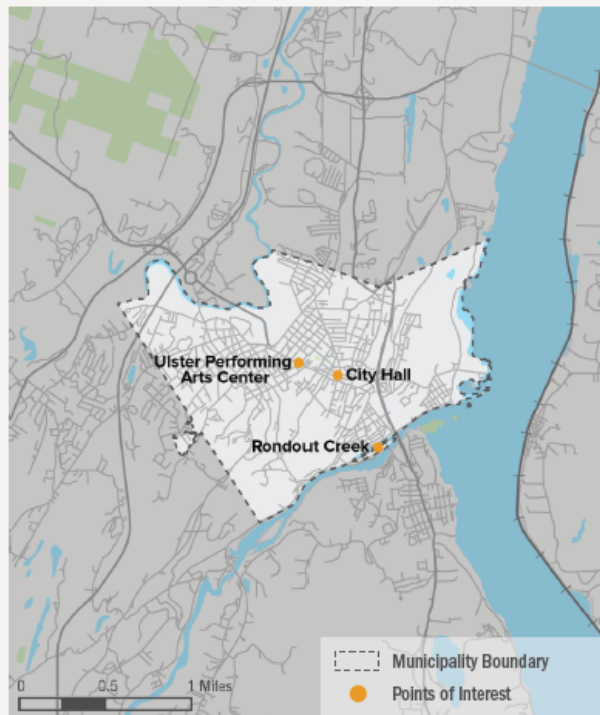 Ulster Performing
Arts Center
City Hall
Rondout Creek
Municipality Boundary
0 0.5 1 Miles
Points of Interest